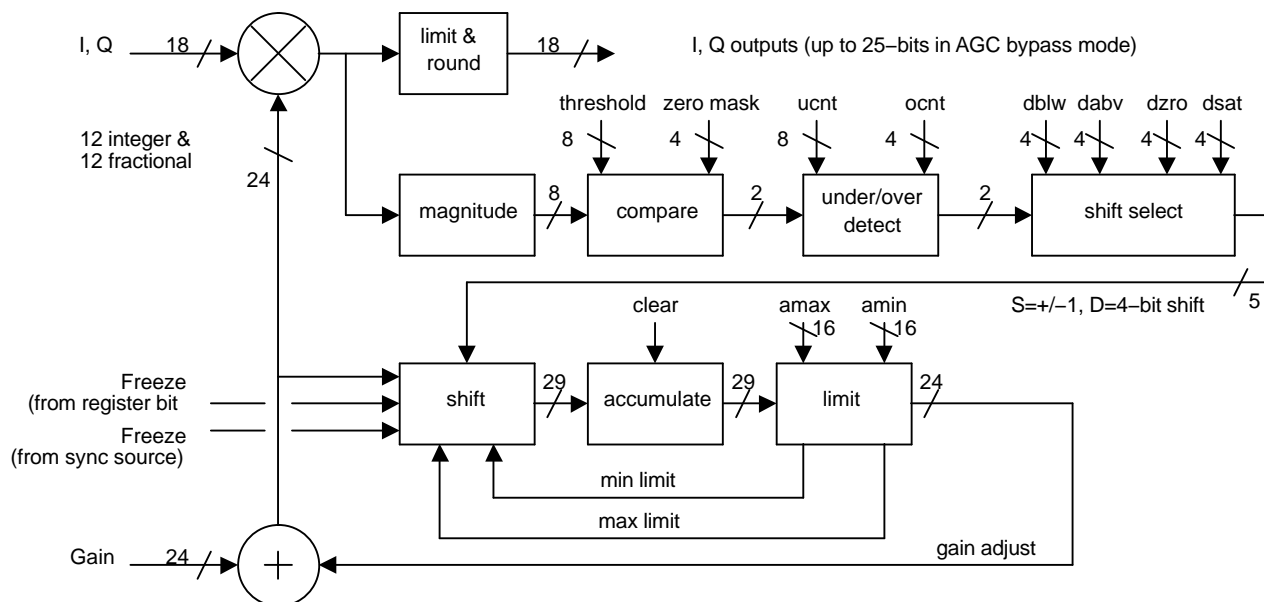 I, Q
18
limit &
round
18
I, Q outputs (up to 25–bits in AGC bypass mode)
threshold
zero mask
ucnt
ocnt
dblw
dabv
dzro
dsat
8
4
8
4
4
4
4
4
12 integer &
12 fractional
24
magnitude
8
compare
2
under/over
detect
2
shift select
5
S=+/–1, D=4–bit shift
clear
amax
amin
16
16
Freeze
(from register bit
Freeze
(from sync source)
shift
29
accumulate
29
limit
24
min limit
max limit
Gain
24
+
gain adjust